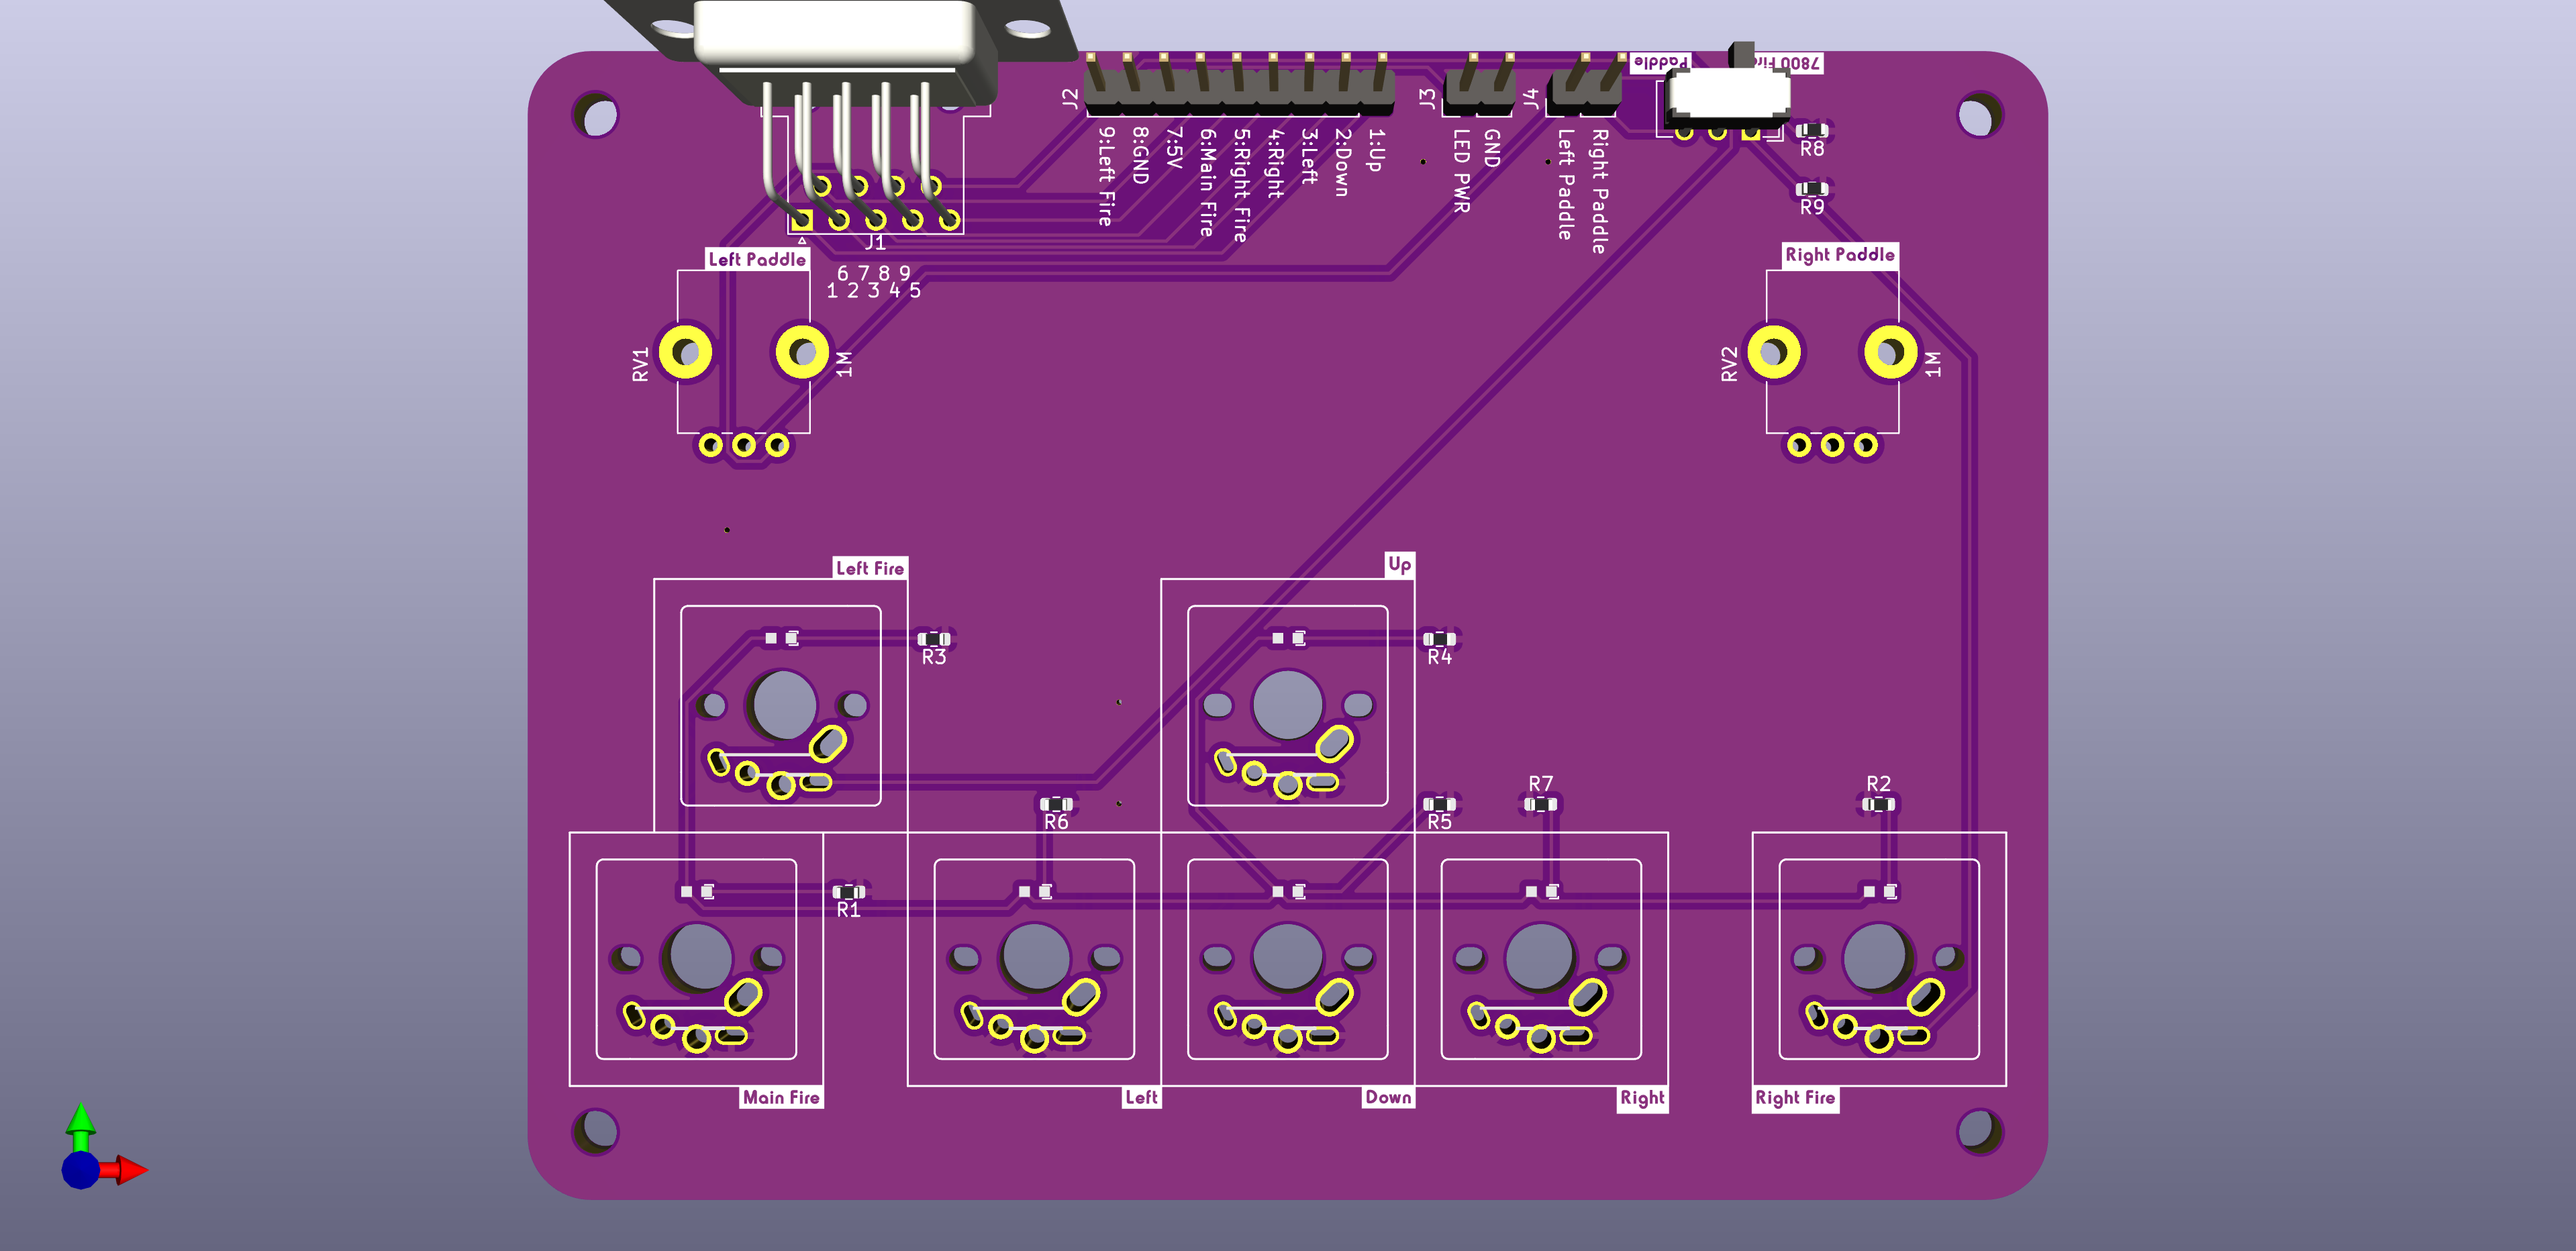 Paddle
7800 Fire
J2
J3
J4
9:Left Fire
8:GND
7:5V
6:Main Fire
5:Right Fire
4:Right
3:Left
2:Down
1:Up
LED PWR
GND
Left Paddle
Right Paddle
R8
R9
J1
6 7 8 9
1 2 3 4 5
Left Paddle
RV1
1M
Right Paddle
RV2
1M
Left Fire
Up
R3
R4
R6
R5
R7
R2
R1
Main Fire
Left
Down
Right
Right Fire